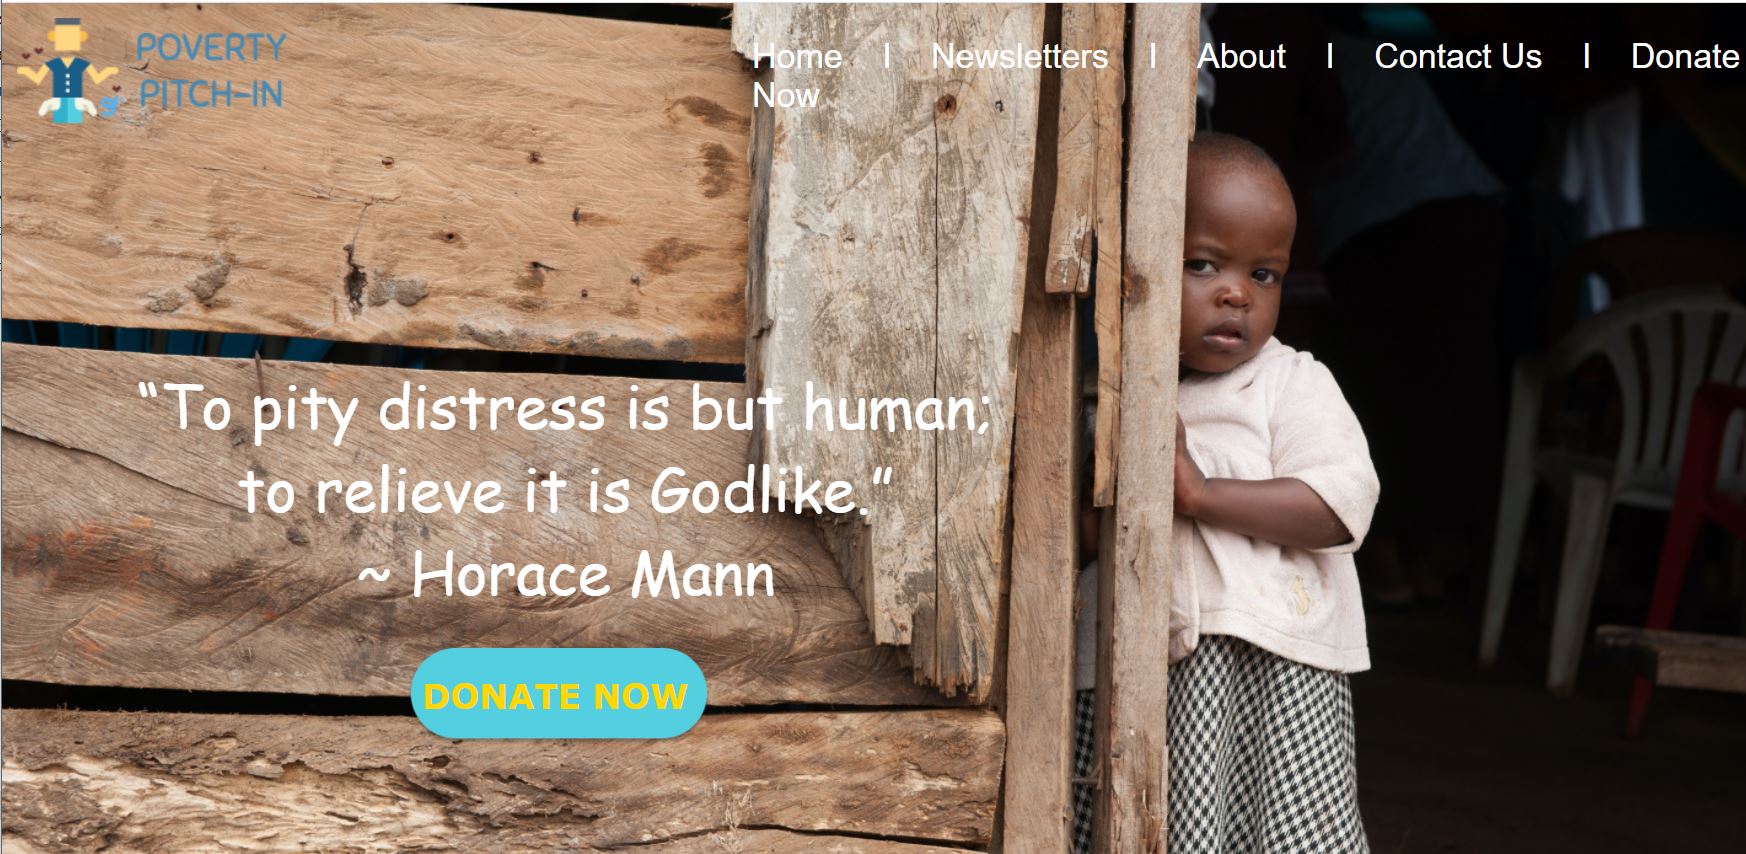 POVERTY
PITCH-IN
Home I Newsletters I About I Contact Us I Donate
Now
“To pity distress is but human;
to relieve it is Godlike.”
~ Horace Mann
DONATE NOW